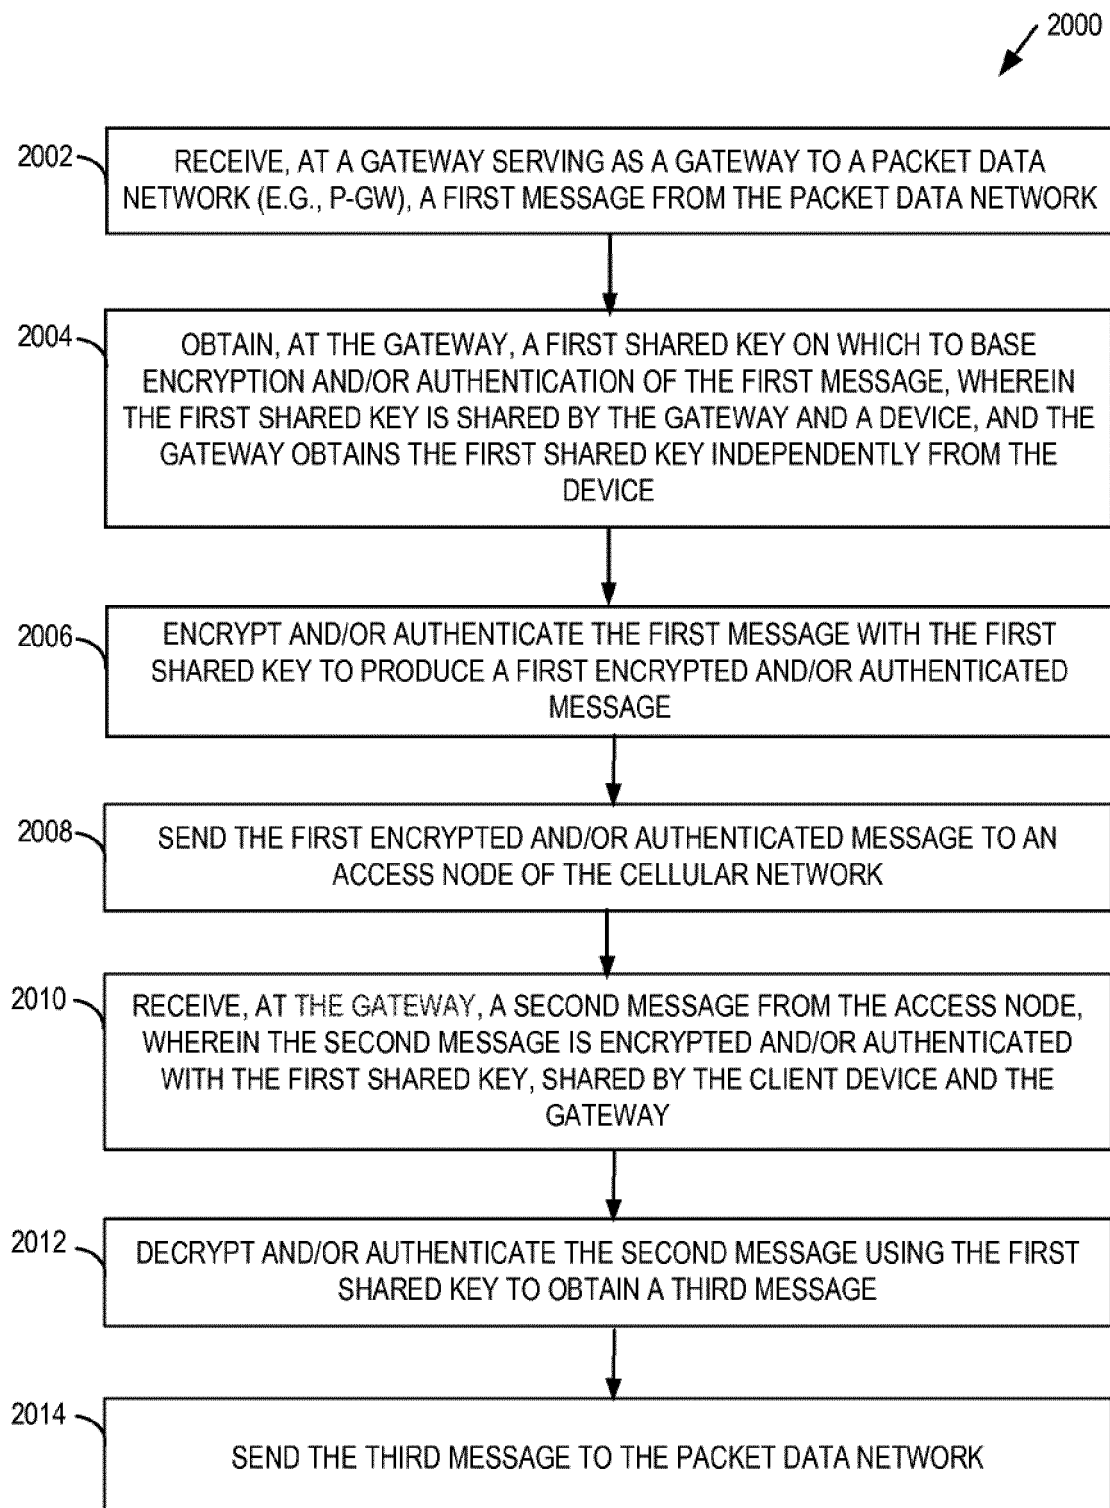 2000
2002
RECEIVE, AT A GATEWAY SERVING AS A GATEWAY TO A PACKET DATA
NETWORK (E.G., P-GW), A FIRST MESSAGE FROM THE PACKET DATA NETWORK
2004
OBTAIN, AT THE GATEWAY, A FIRST SHARED KEY ON WHICH TO BASE
ENCRYPTION AND/OR AUTHENTICATION OF THE FIRST MESSAGE, WHEREIN
THE FIRST SHARED KEY IS SHARED BY THE GATEWAY AND A DEVICE, AND THE
GATEWAY OBTAINS THE FIRST SHARED KEY INDEPENDENTLY FROM THE
DEVICE
2006
ENCRYPT AND/OR AUTHENTICATE THE FIRST MESSAGE WITH THE FIRST
SHARED KEY TO PRODUCE A FIRST ENCRYPTED AND/OR AUTHENTICATED
MESSAGE
2008
SEND THE FIRST ENCRYPTED AND/OR AUTHENTICATED MESSAGE TO AN
ACCESS NODE OF THE CELLULAR NETWORK
2010
RECEIVE, AT THE GATEWAY, A SECOND MESSAGE FROM THE ACCESS NODE,
WHEREIN THE SECOND MESSAGE IS ENCRYPTED AND/OR AUTHENTICATED
WITH THE FIRST SHARED KEY, SHARED BY THE CLIENT DEVICE AND THE
GATEWAY
2012
DECRYPT AND/OR AUTHENTICATE THE SECOND MESSAGE USING THE FIRST
SHARED KEY TO OBTAIN A THIRD MESSAGE
2014
SEND THE THIRD MESSAGE TO THE PACKET DATA NETWORK